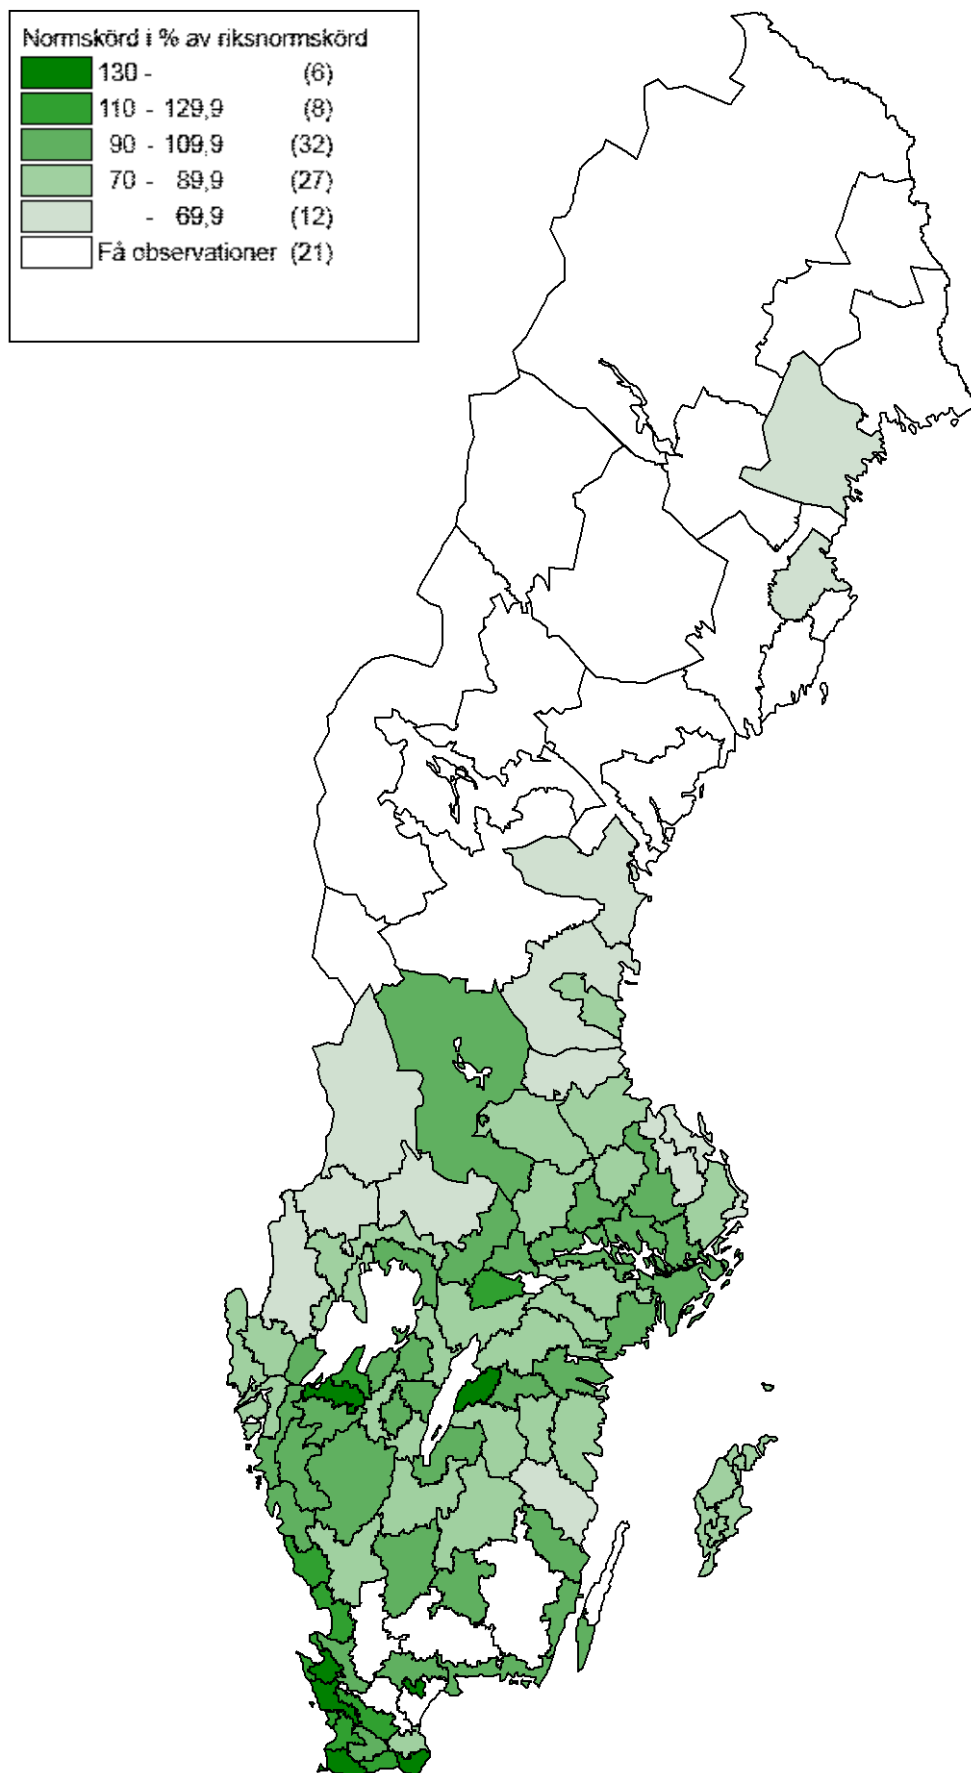 Normskörd i % av riksnormskörd
130 - (6)
110 - 129,9 (8)
90 - 109,9 (32)
70 - 89,9 (27)
- 69,9 (12)
Få observationer (21)